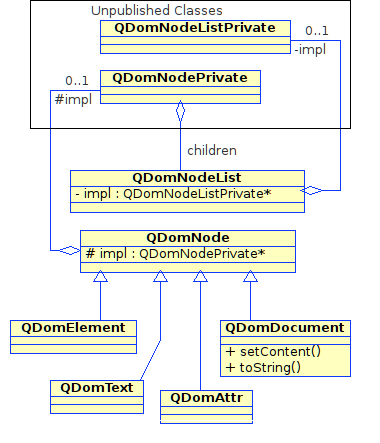 Unpublished Classes
QDomNodeListPrivate
0..1
-impl
QDomNodePrivate
0..1
#impl
children
QDomNodeList
- impl : QDomNodeListPrivate*
QDomNode
# impl : QDomNodePrivate*
QDomElement
QDomDocument
+ setContent()
+ toString()
QDomText
QDomAttr